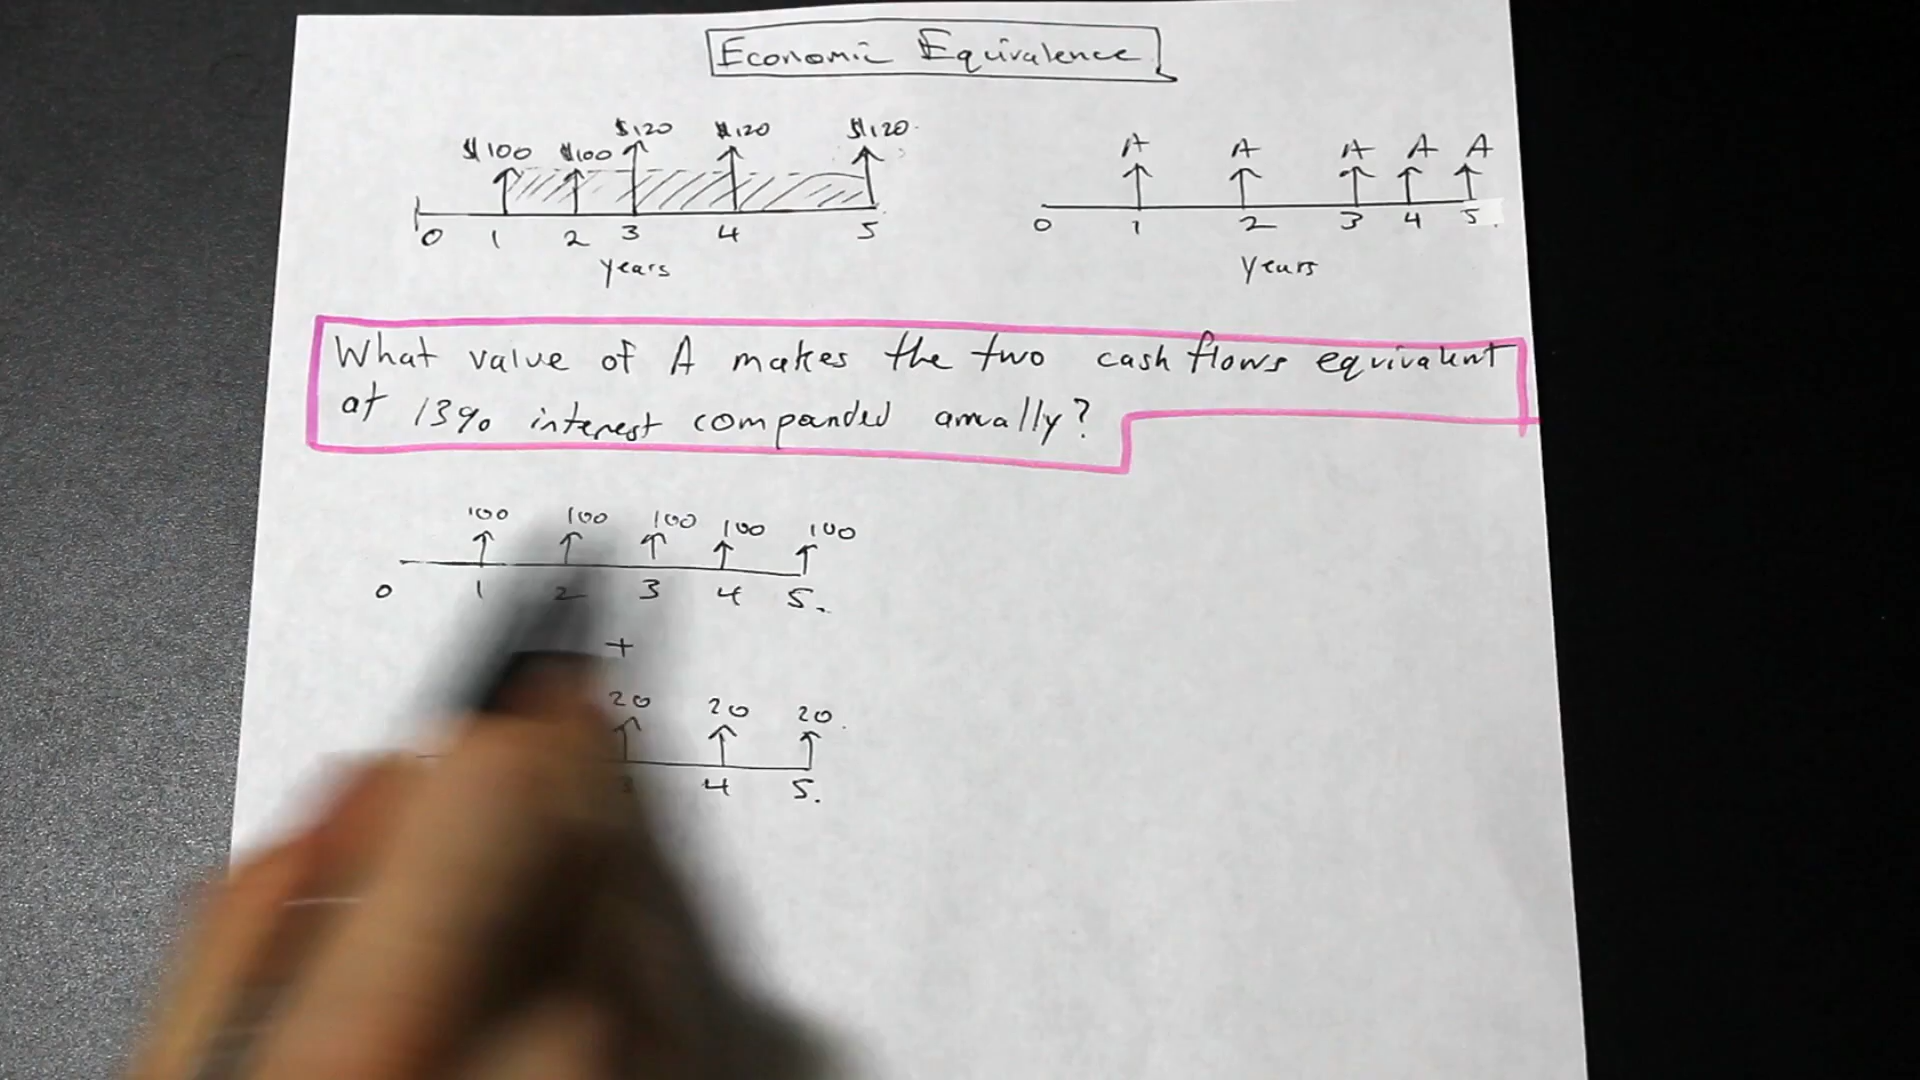 Economic Equivalence
$100 $100 $120 $120 $120
0 1 2 3 4 5
years
A A A A A
0 1 2 3 4 5
years
What value of A makes the two cash flows equivalent
at 13% interest compounded annually?
100 100 100 100 100
0 1 2 3 4 5
+
20 20 20
3 4 5